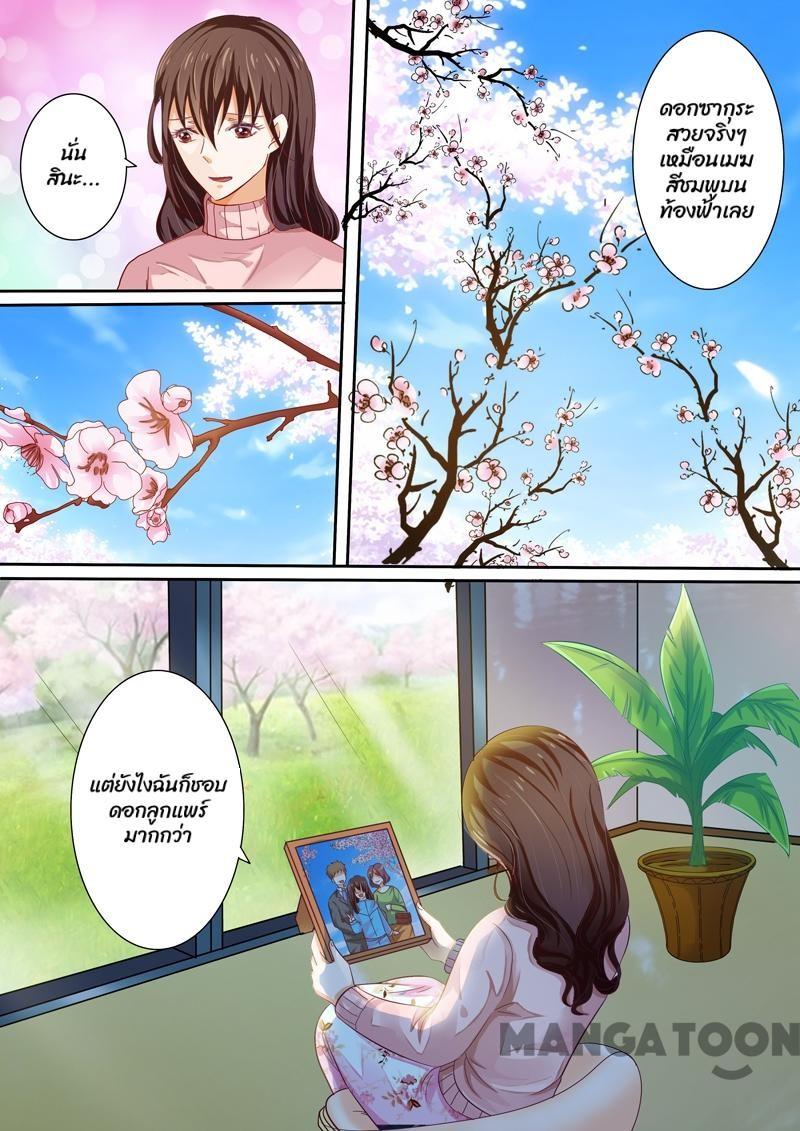 นั่น
สินะ...
ดอกซากุระ
สวยจริงๆ
เหมือนเมฆ
สีชมพูบน
ท้องฟ้าเลย
แต่ยังไงฉันก็ชอบ
ดอกลูกแพร์
มากกว่า
MANGATOON